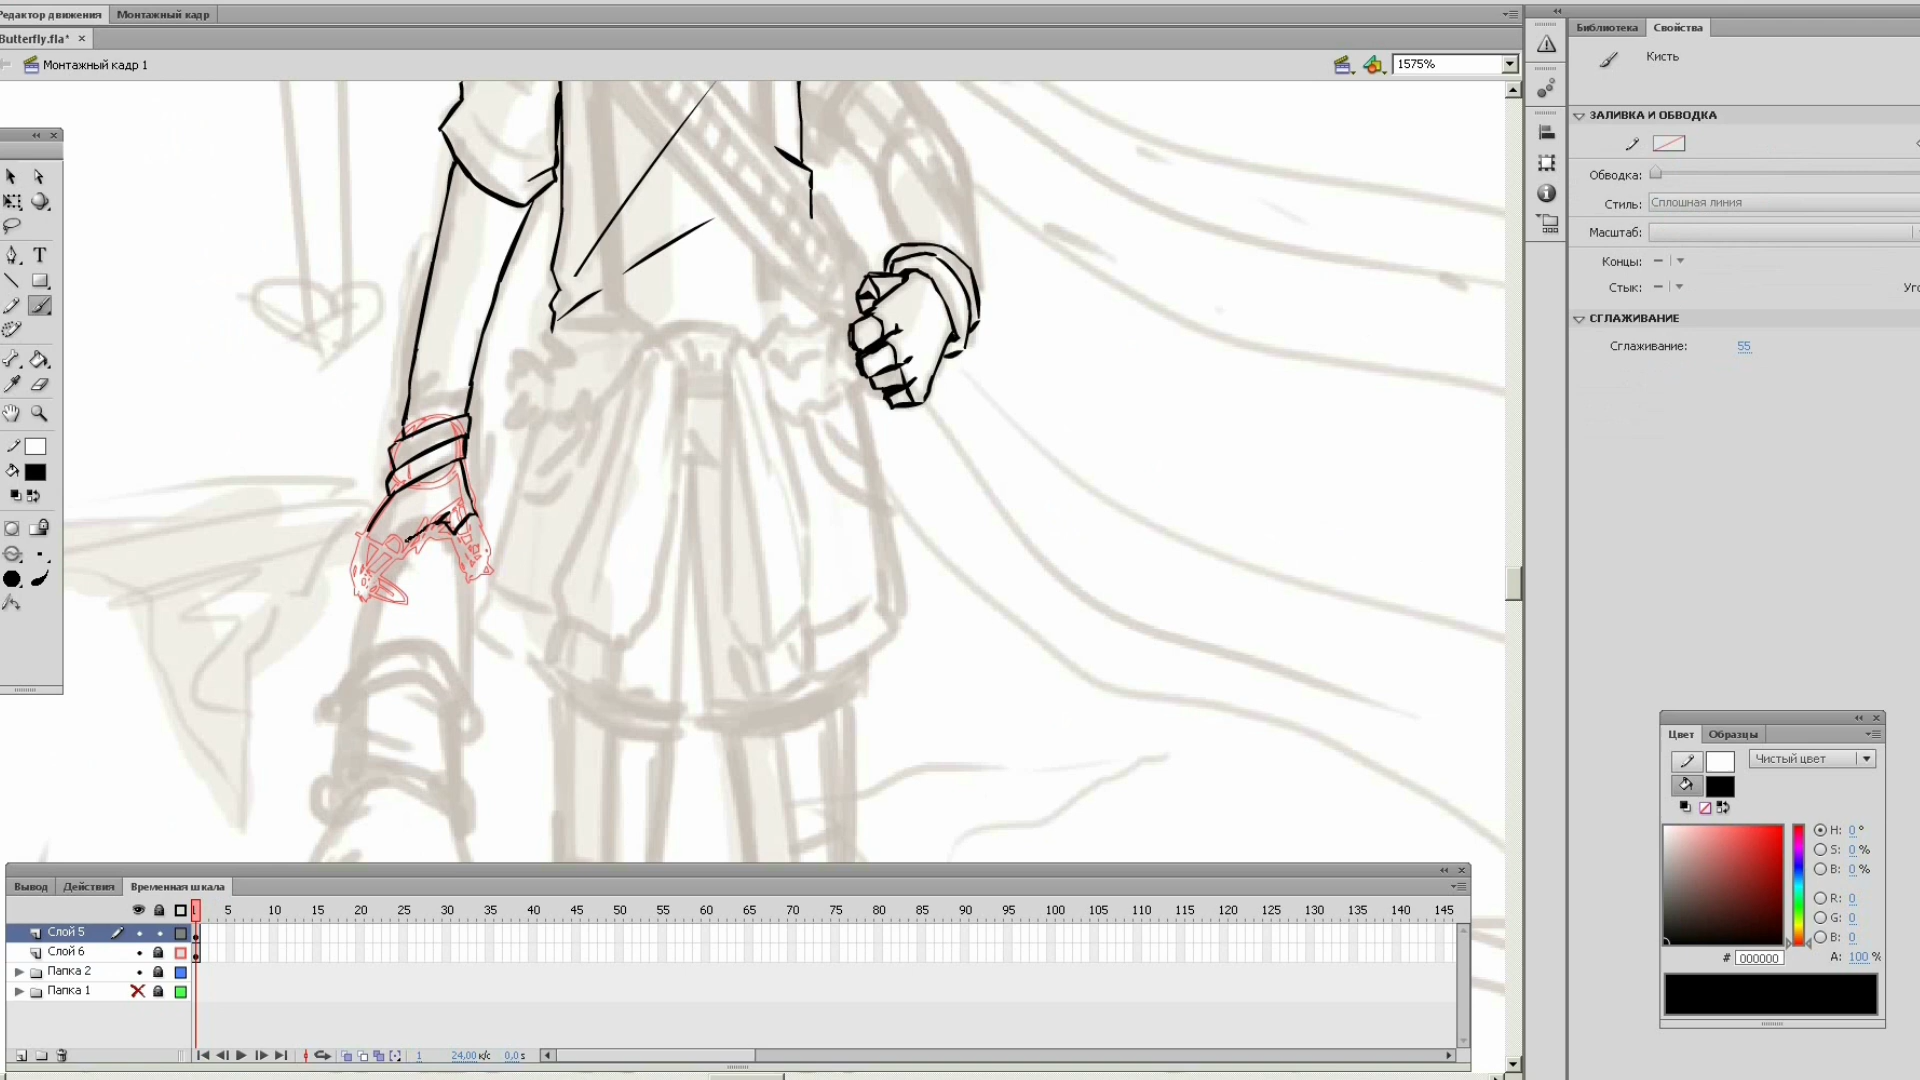 Редактор движения
Монтажный кадр
Butterfly.fla*
Монтажный кадр 1
1575%
Библиотека
Свойства
Кисть
ЗАЛИВКА И ОБВОДКА
Обводка:
Стиль: Сплошная линия
Масштаб:
Концы:
Стык:
Уго
СГЛАЖИВАНИЕ
Сглаживание: 55
T
Цвет
Образцы
Чистый цвет
H: 0 °
S: 0 %
B: 0 %
R: 0
G: 0
B: 0
# 000000
A: 100 %
Вывод
Действия
Временная шкала
1 5 10 15 20 25 30 35 40 45 50 55 60 65 70 75 80 85 90 95 100 105 110 115 120 125 130 135 140 145
Слой 5
Слой 6
Папка 2
Папка 1
1 24,00 к/с 0,0 s